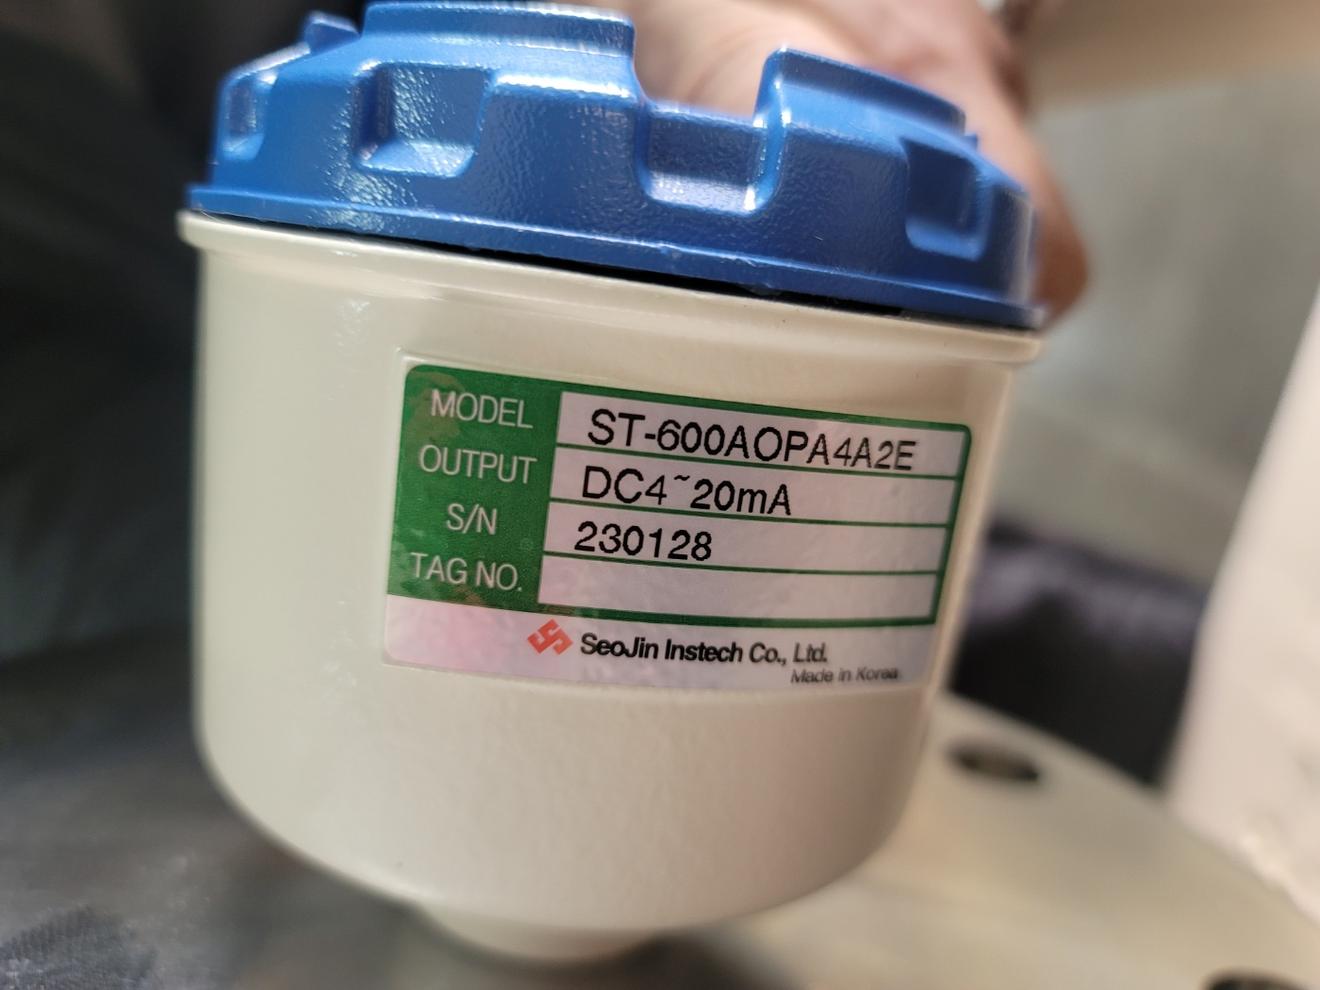 MODEL ST-600AOPA4A2E
OUTPUT DC4~20mA
S/N 230128
TAG NO.
SeoJin Instech Co., Ltd.
Made in Korea